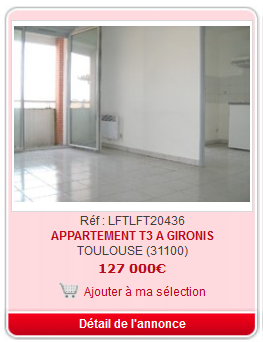 Réf : LFTLFT20436
APPARTEMENT T3 A GIRONIS
TOULOUSE (31100)
127 000€
Ajouter à ma sélection
Détail de l'annonce